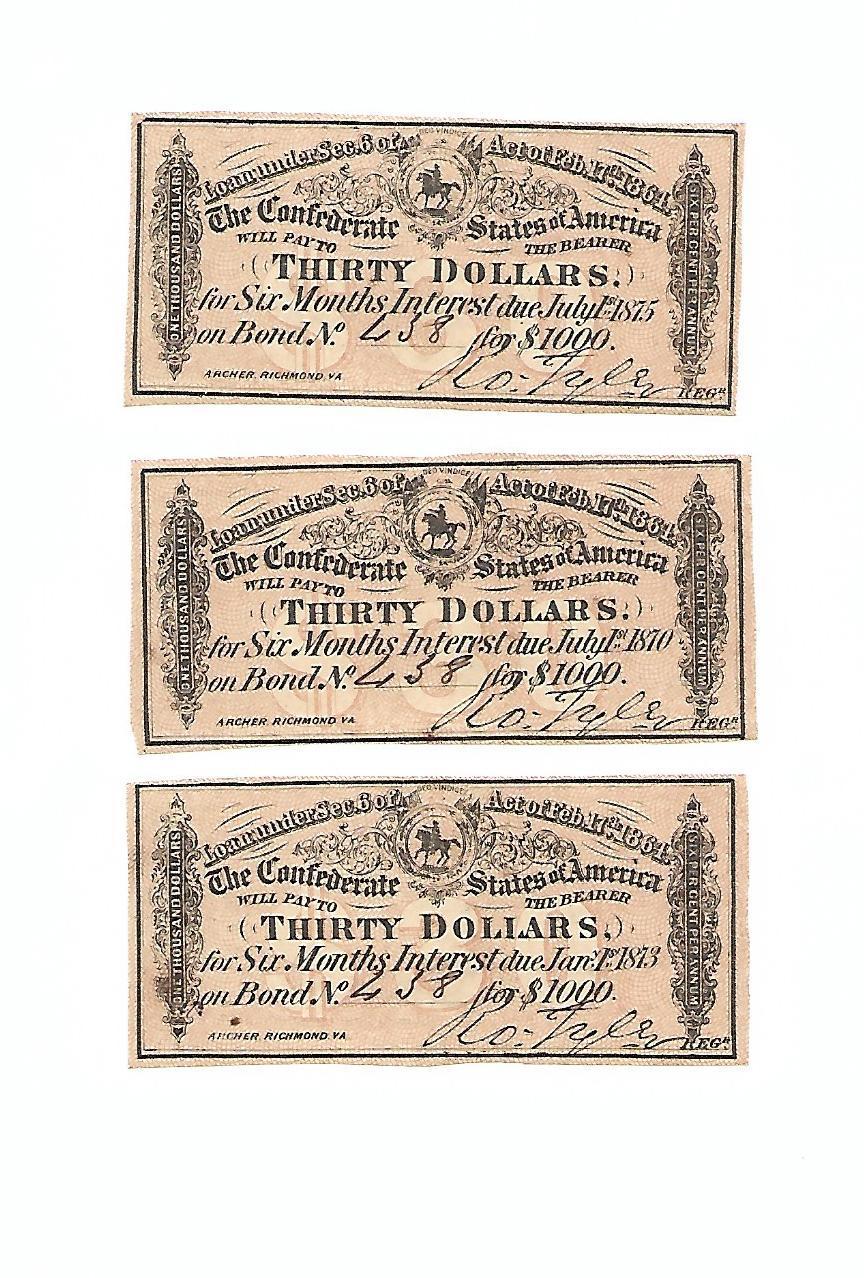 DEO VINDICE
Loan under Sec. 6 of Act of Feb. 17th 1864.
The Confederate States of America
WILL PAY TO THE BEARER
THIRTY DOLLARS.
for Six Months Interest due July 1st 1875
on Bond No. 438 for $1000.
Ro: Tyler
ARCHER, RICHMOND, VA REGR
ONE THOUSAND DOLLARS
SIX PER CENT PER ANNUM
DEO VINDICE
Loan under Sec. 6 of Act of Feb. 17th 1864.
The Confederate States of America
WILL PAY TO THE BEARER
THIRTY DOLLARS.
for Six Months Interest due July 1st 1870
on Bond No. 438 for $1000.
Ro: Tyler
ARCHER, RICHMOND, VA REGR
ONE THOUSAND DOLLARS
SIX PER CENT PER ANNUM
DEO VINDICE
Loan under Sec. 6 of Act of Feb. 17th 1864.
The Confederate States of America
WILL PAY TO THE BEARER
THIRTY DOLLARS.
for Six Months Interest due Jany. 1st 1873
on Bond No. 438 for $1000.
Ro: Tyler
ARCHER, RICHMOND, VA REGR
ONE THOUSAND DOLLARS
SIX PER CENT PER ANNUM